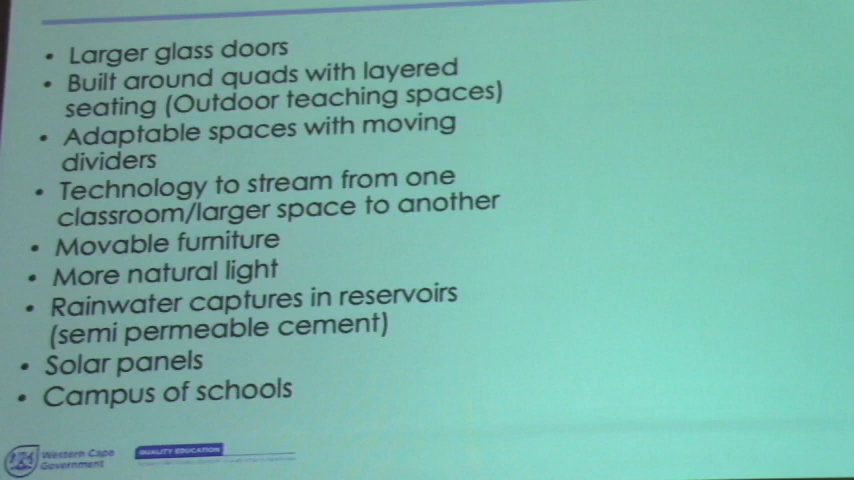 • Larger glass doors
• Built around quads with layered
seating (Outdoor teaching spaces)
• Adaptable spaces with moving
dividers
• Technology to stream from one
classroom/larger space to another
• Movable furniture
• More natural light
• Rainwater captures in reservoirs
(semi permeable cement)
• Solar panels
• Campus of schools
Western Cape
Government
QUALITY EDUCATION